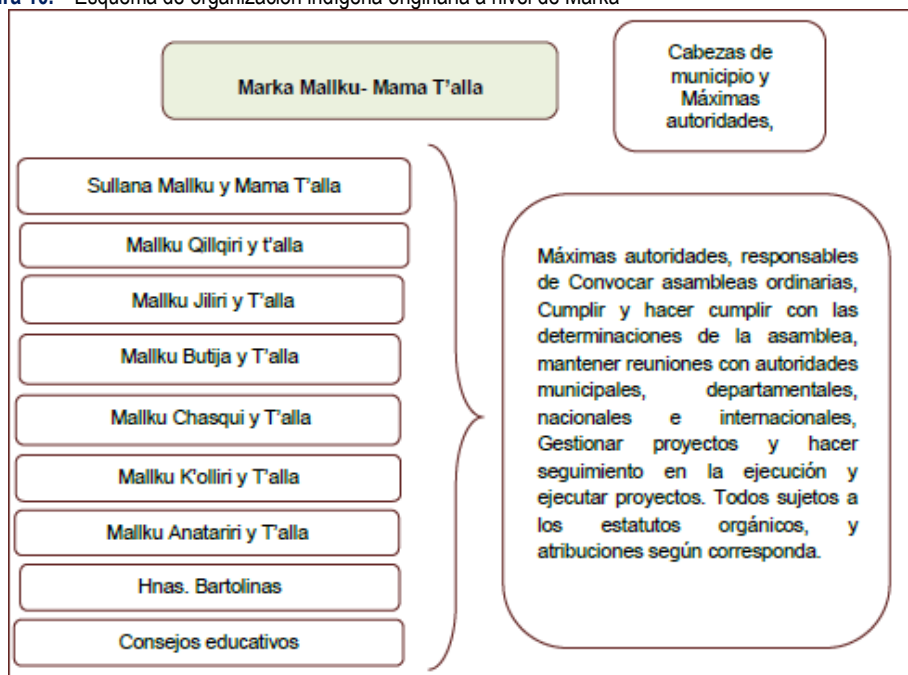 Esquema de organización indígena originaria a nivel de Marka
Marka Mallku- Mama T'alla
Cabezas de
municipio y
Máximas
autoridades,
Sullana Mallku y Mama T'alla
Mallku Qillqiri y t'alla
Mallku Jiliri y T'alla
Mallku Butija y T'alla
Mallku Chasqui y T'alla
Mallku K'olliri y T'alla
Mallku Anatariri y T'alla
Hnas. Bartolinas
Consejos educativos
Máximas autoridades, responsables
de Convocar asambleas ordinarias,
Cumplir y hacer cumplir con las
determinaciones de la asamblea,
mantener reuniones con autoridades
municipales, departamentales,
nacionales e internacionales,
Gestionar proyectos y hacer
seguimiento en la ejecución y
ejecutar proyectos. Todos sujetos a
los estatutos orgánicos, y
atribuciones según corresponda.